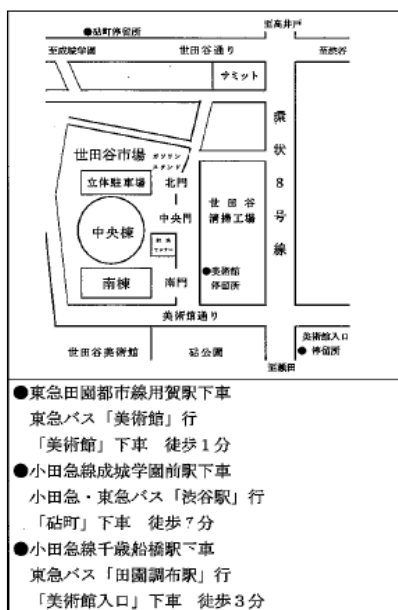 至高井戸
●砧町停留所
至成城学園
世田谷通り
至渋谷
サミット
環状8号線
世田谷市場
ガソリン
スタンド
立体駐車場
北門
世田谷
清掃工場
中央棟
中央門
●美術館
停留所
南棟
南門
美術館通り
世田谷美術館
砧公園
美術館入口
●停留所
至瀬田
●東急田園都市線用賀駅下車
東急バス「美術館」行
「美術館」下車 徒歩1分
●小田急線成城学園前駅下車
小田急・東急バス「渋谷駅」行
「砧町」下車 徒歩7分
●小田急線千歳船橋駅下車
東急バス「田園調布駅」行
「美術館入口」下車 徒歩3分